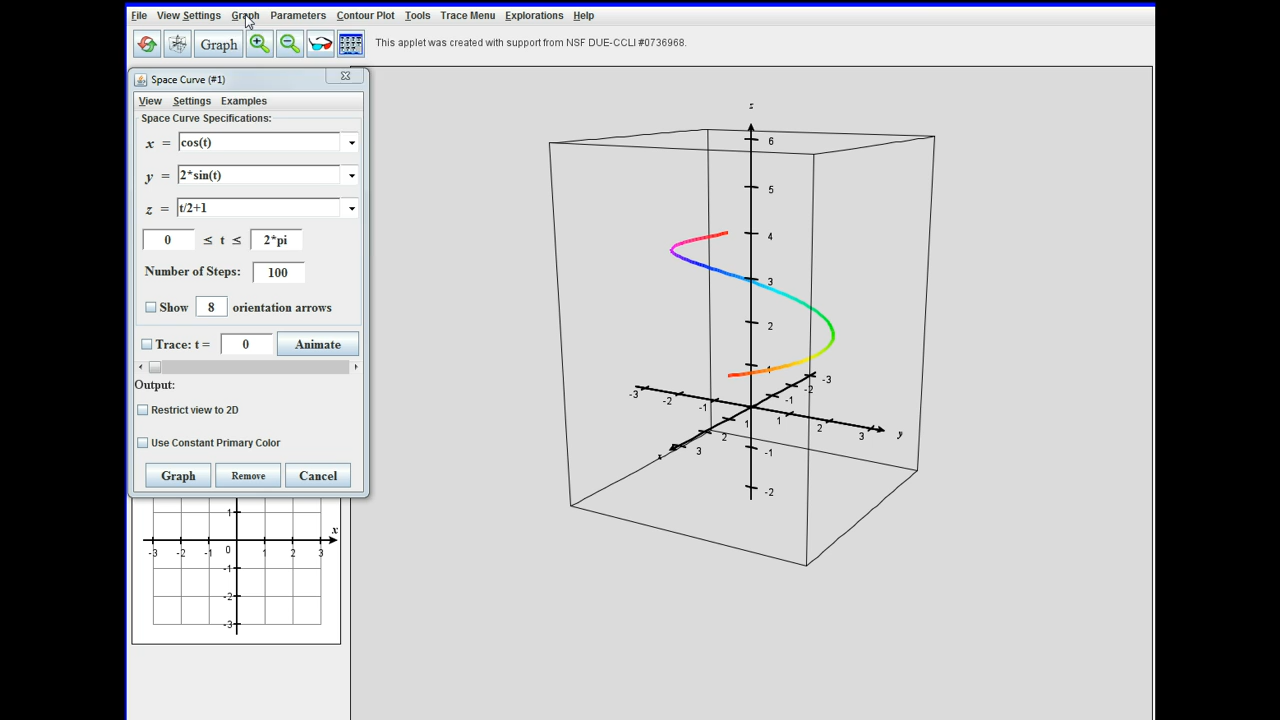 File View Settings Graph Parameters Contour Plot Tools Trace Menu Explorations Help
Graph This applet was created with support from NSF DUE-CCLI #0736968.
Space Curve (#1)
View Settings Examples
Space Curve Specifications:
x = cos(t)
y = 2*sin(t)
z = t/2+1
0 ≤ t ≤ 2*pi
Number of Steps: 100
Show 8 orientation arrows
Trace: t = 0 Animate
Output:
Restrict view to 2D
Use Constant Primary Color
Graph Remove Cancel
1
x
-3 -2 -1 0 1 2 3
-1
-2
-3
z
6
5
4
3
2
1
-3
-2
-1
-3 -2 -1 1 2 3 y
1
2
3
x
-1
-2